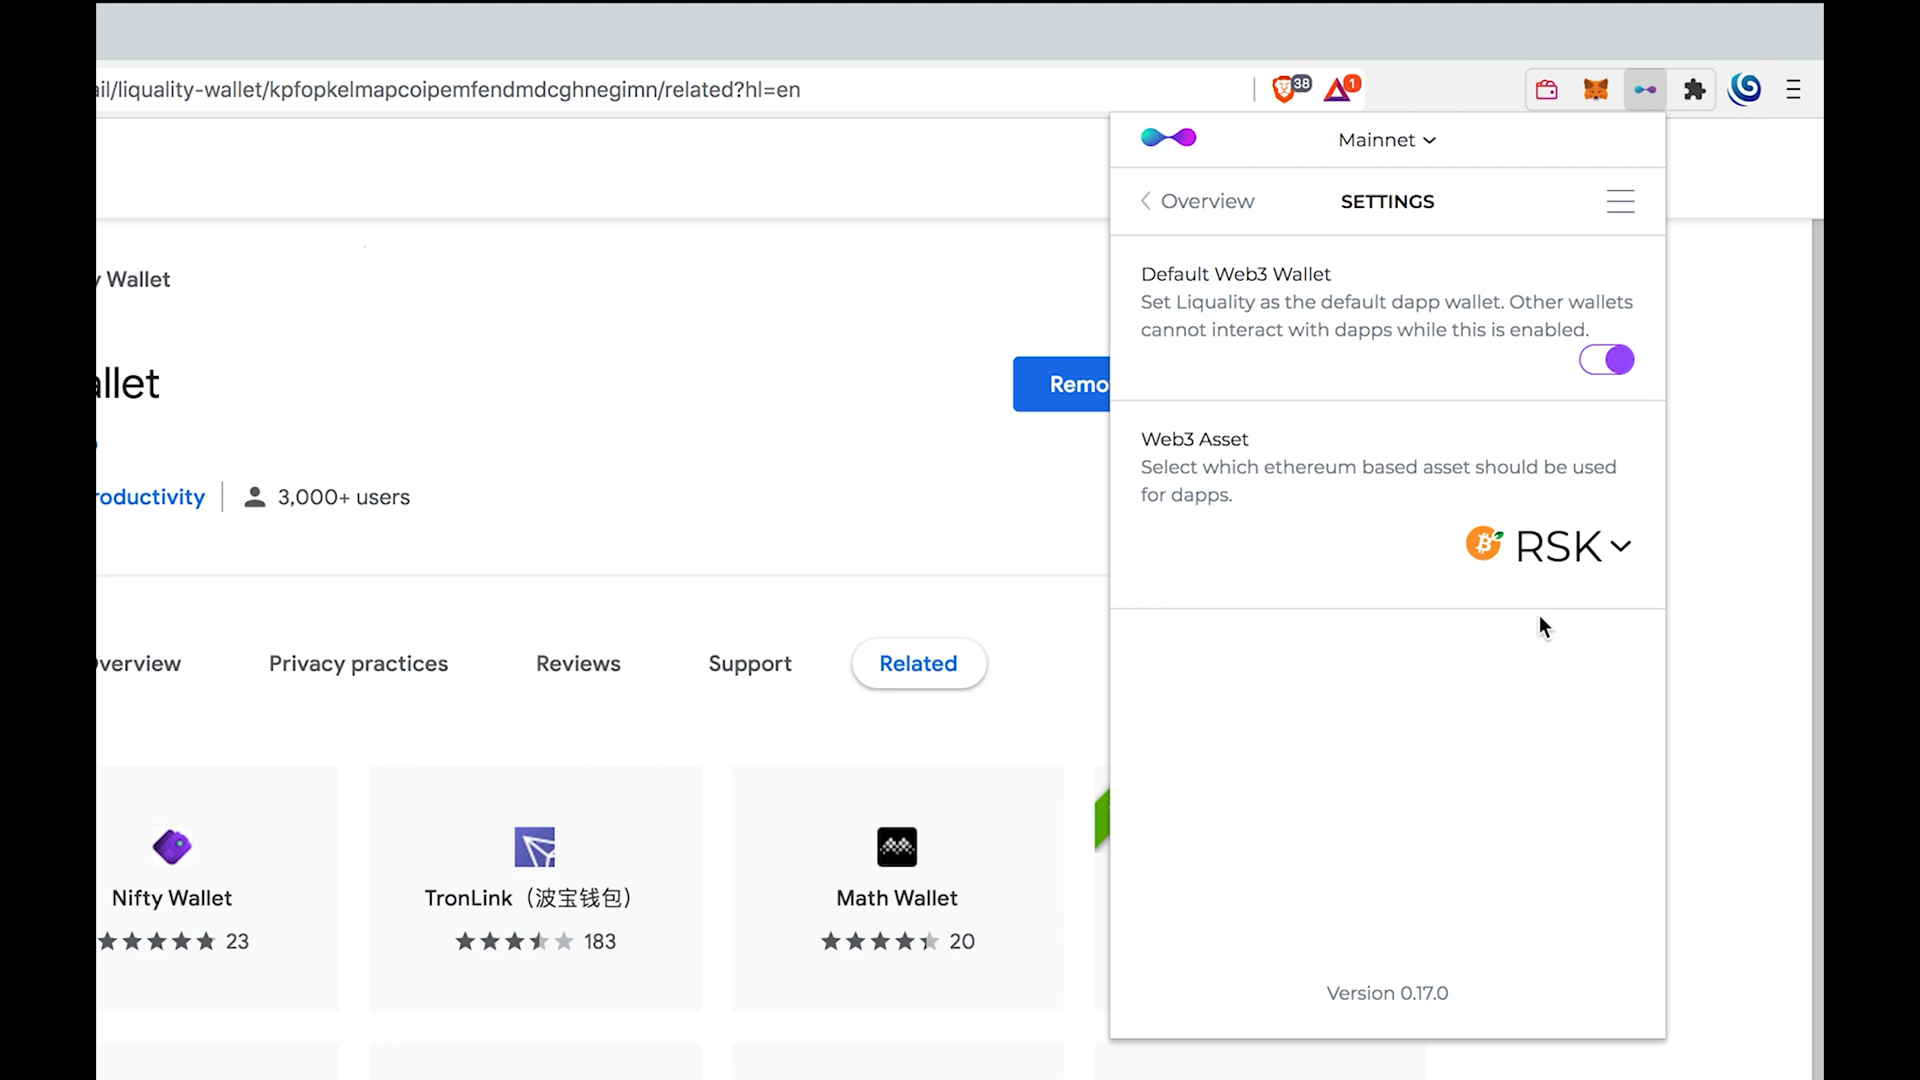 ail/liquality-wallet/kpfopkelmapcoipemfendmdcghnegimn/related?hl=en
38
1
Mainnet
Overview
SETTINGS
Default Web3 Wallet
Set Liquality as the default dapp wallet. Other wallets
cannot interact with dapps while this is enabled.
Web3 Asset
Select which ethereum based asset should be used
for dapps.
RSK
Version 0.17.0
y Wallet
allet
Remo
roductivity
3,000+ users
verview
Privacy practices
Reviews
Support
Related
Nifty Wallet
23
TronLink（波宝钱包）
183
Math Wallet
20